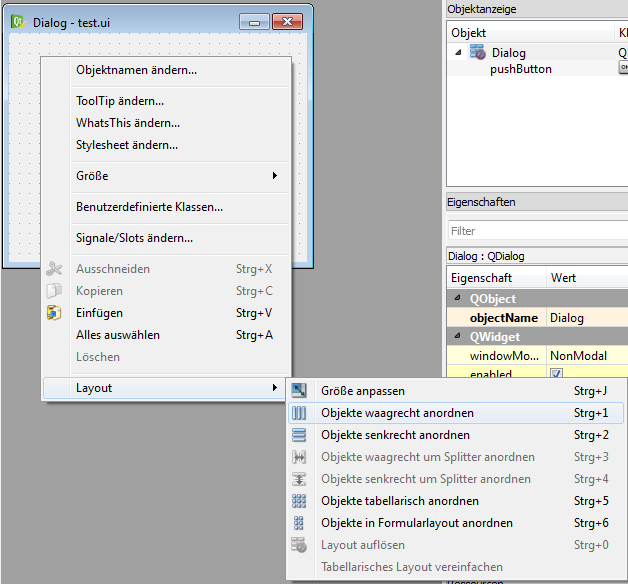 Dialog - test.ui
Objektnamen ändern...
ToolTip ändern...
WhatsThis ändern...
Stylesheet ändern...
Größe
Benutzerdefinierte Klassen...
Signale/Slots ändern...
Ausschneiden Strg+X
Kopieren Strg+C
Einfügen Strg+V
Alles auswählen Strg+A
Löschen
Layout
Größe anpassen Strg+J
Objekte waagrecht anordnen Strg+1
Objekte senkrecht anordnen Strg+2
Objekte waagrecht um Splitter anordnen Strg+3
Objekte senkrecht um Splitter anordnen Strg+4
Objekte tabellarisch anordnen Strg+5
Objekte in Formularlayout anordnen Strg+6
Layout auflösen Strg+0
Tabellarisches Layout vereinfachen
Objektanzeige
Objekt Kl
Dialog Q
pushButton
Eigenschaften
Filter
Dialog : QDialog
Eigenschaft Wert
QObject
objectName Dialog
QWidget
windowMo... NonModal
enabled